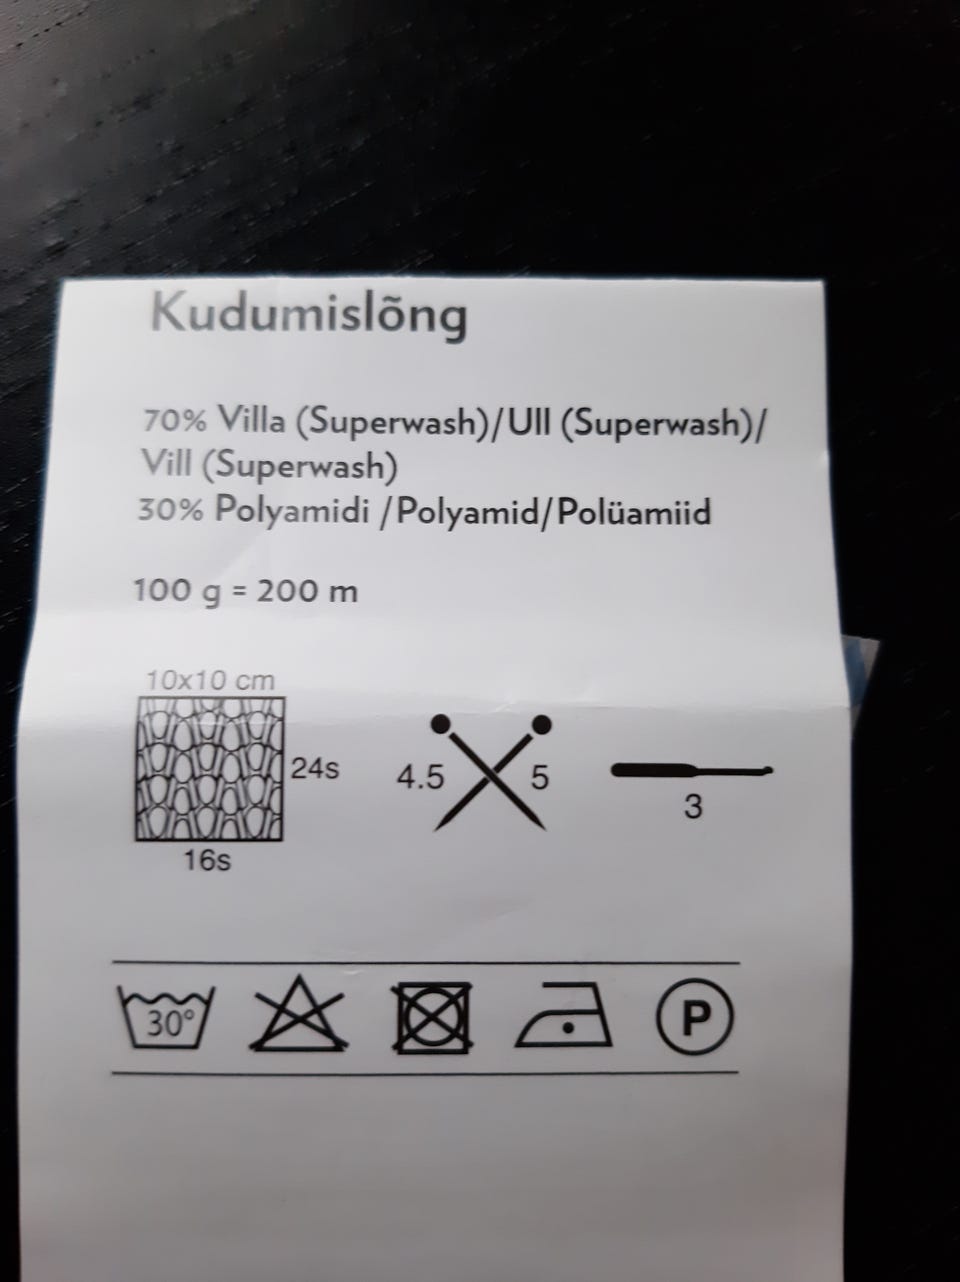 Kudumislõng
70% Villa (Superwash)/Ull (Superwash)/
Vill (Superwash)
30% Polyamidi /Polyamid/Polüamiid
100 g = 200 m
10x10 cm
24s
16s
4.5
5
3
30°
P